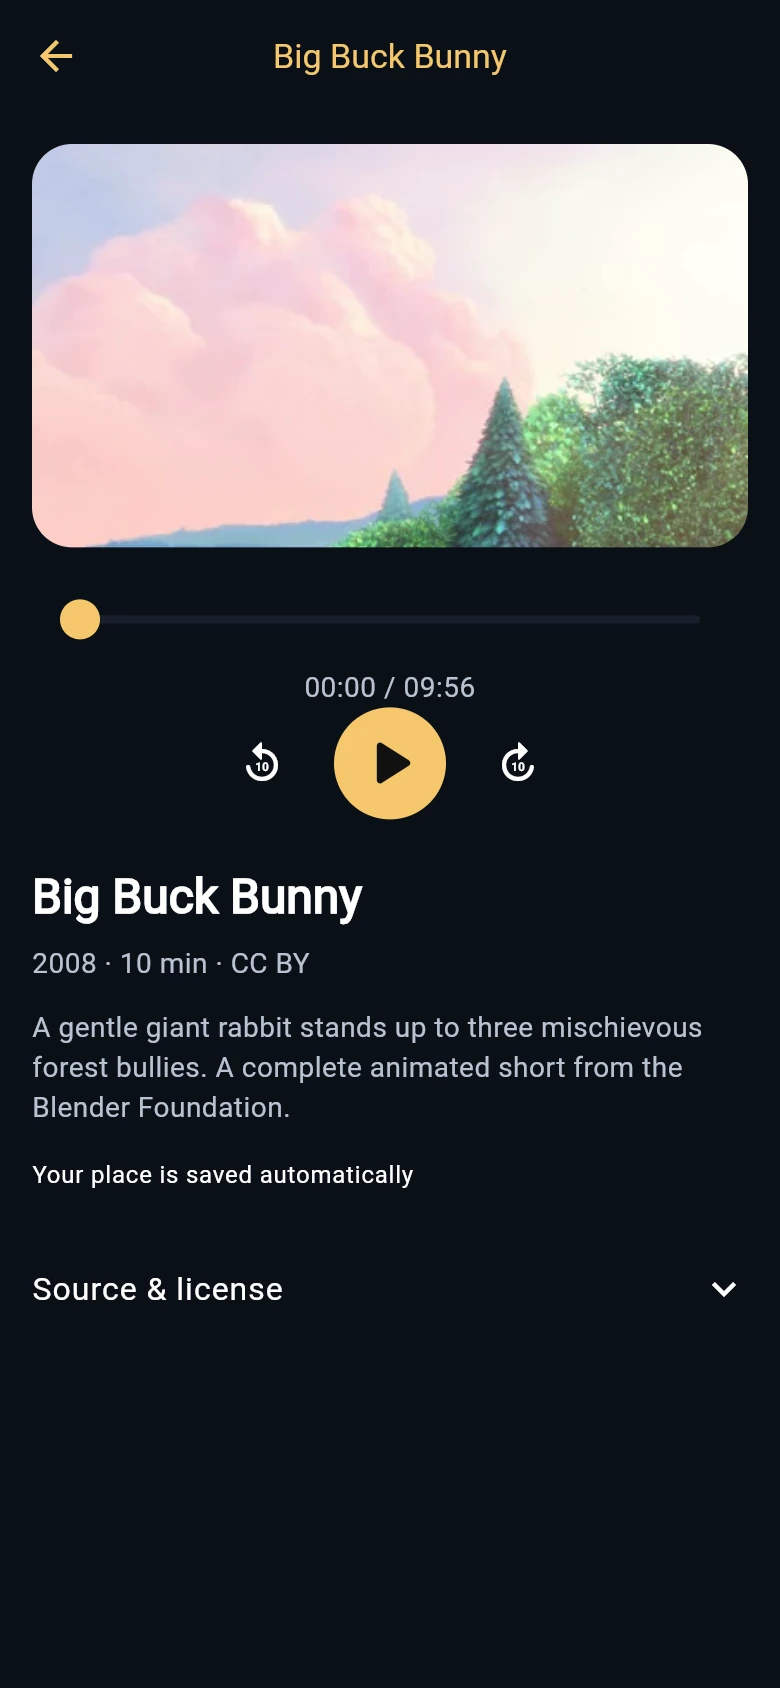 Big Buck Bunny
00:00 / 09:56
10
10
Big Buck Bunny
2008 · 10 min · CC BY
A gentle giant rabbit stands up to three mischievous
forest bullies. A complete animated short from the
Blender Foundation.
Your place is saved automatically
Source & license